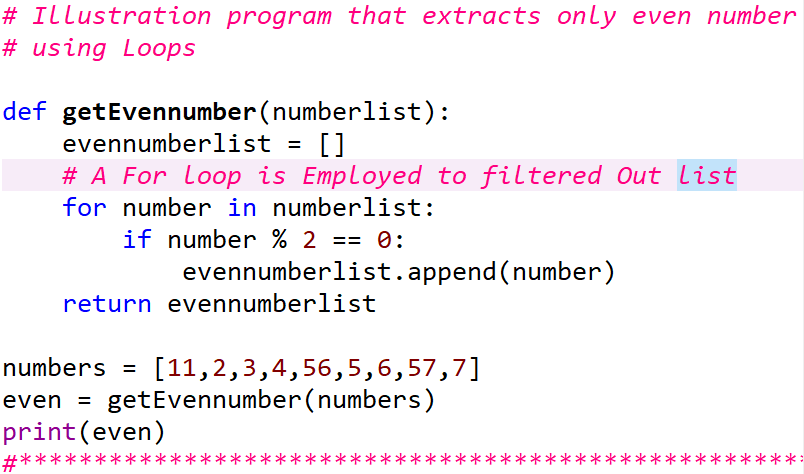 # Illustration program that extracts only even number
# using Loops
def getEvennumber(numberlist):
    evennumberlist = []
    # A For loop is Employed to filtered Out list
    for number in numberlist:
        if number % 2 == 0:
            evennumberlist.append(number)
    return evennumberlist
numbers = [11,2,3,4,56,5,6,57,7]
even = getEvennumber(numbers)
print(even)
#*****************************************************